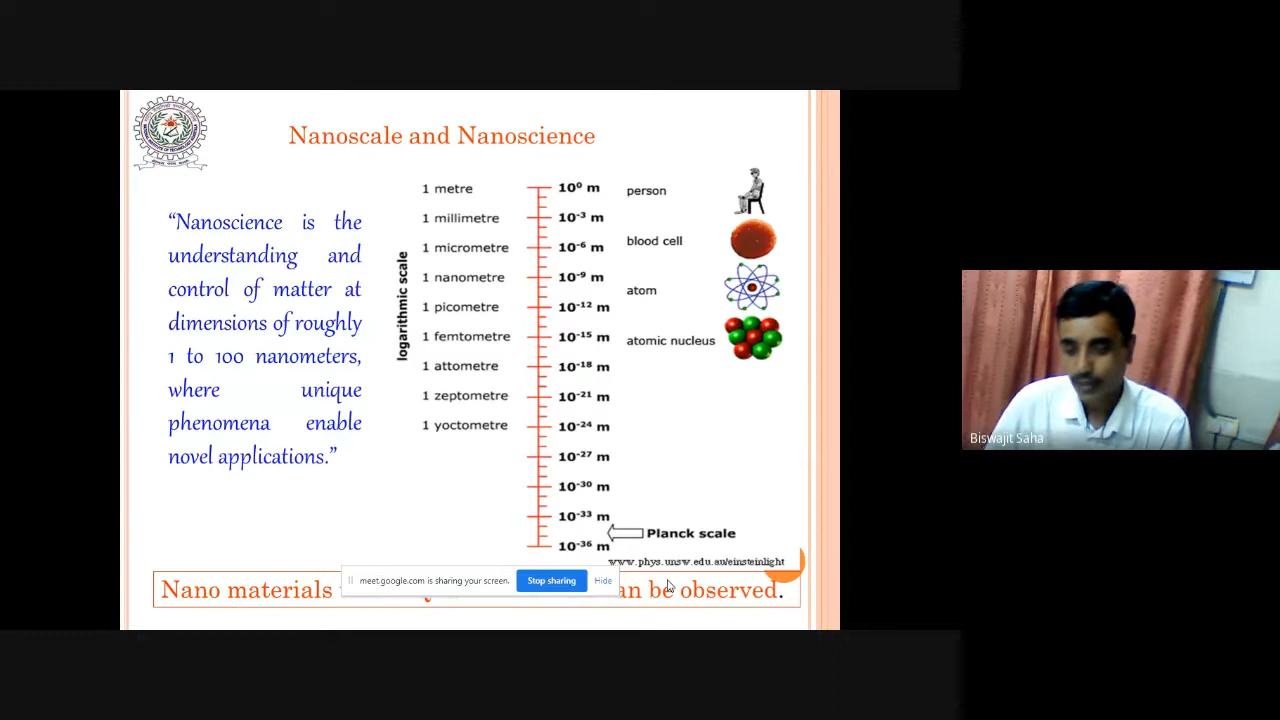 Nanoscale and Nanoscience
“Nanoscience is the
understanding and
control of matter at
dimensions of roughly
1 to 100 nanometers,
where unique
phenomena enable
novel applications.”
logarithmic scale
1 metre 10⁰ m person
1 millimetre 10⁻³ m
blood cell
1 micrometre 10⁻⁶ m
1 nanometre 10⁻⁹ m
atom
1 picometre 10⁻¹² m
1 femtometre 10⁻¹⁵ m atomic nucleus
1 attometre 10⁻¹⁸ m
1 zeptometre 10⁻²¹ m
1 yoctometre 10⁻²⁴ m
10⁻²⁷ m
10⁻³⁰ m
10⁻³³ m
Planck scale
10⁻³⁶ m
www.phys.unsw.edu.au/einsteinlight
meet.google.com is sharing your screen. Stop sharing Hide
Nano materials be observed.
Biswajit Saha